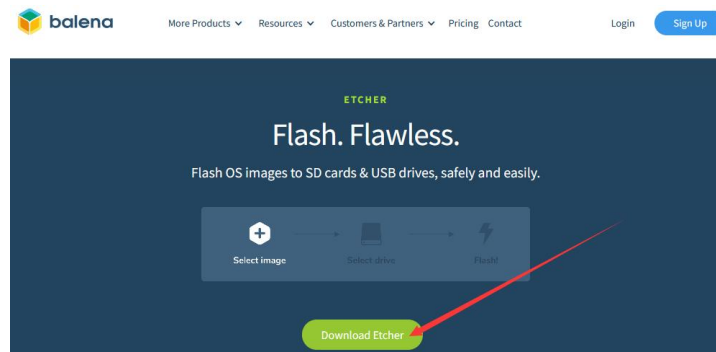 balena More Products Resources Customers & Partners Pricing Contact Login Sign Up
ETCHER
Flash. Flawless.
Flash OS images to SD cards & USB drives, safely and easily.
Select image Select drive Flash!
Download Etcher